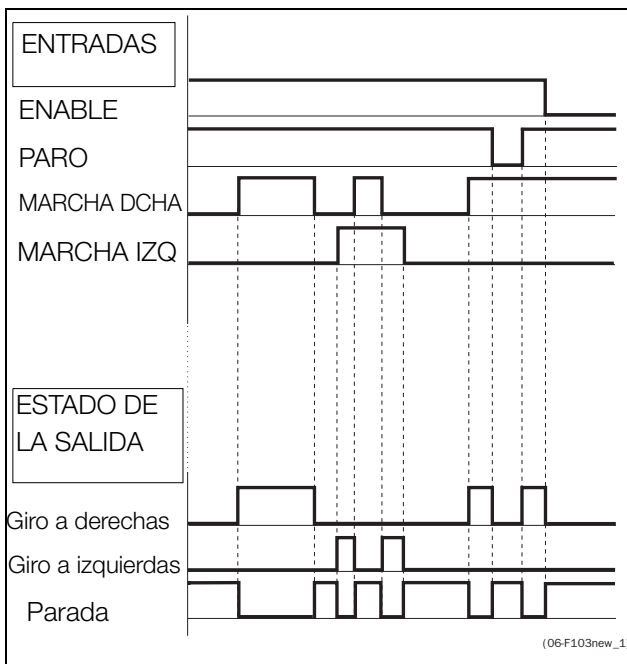 ENTRADAS
ENABLE
PARO
MARCHA DCHA
MARCHA IZQ
ESTADO DE
LA SALIDA
Giro a derechas
Giro a izquierdas
Parada
(06-F103new_1)